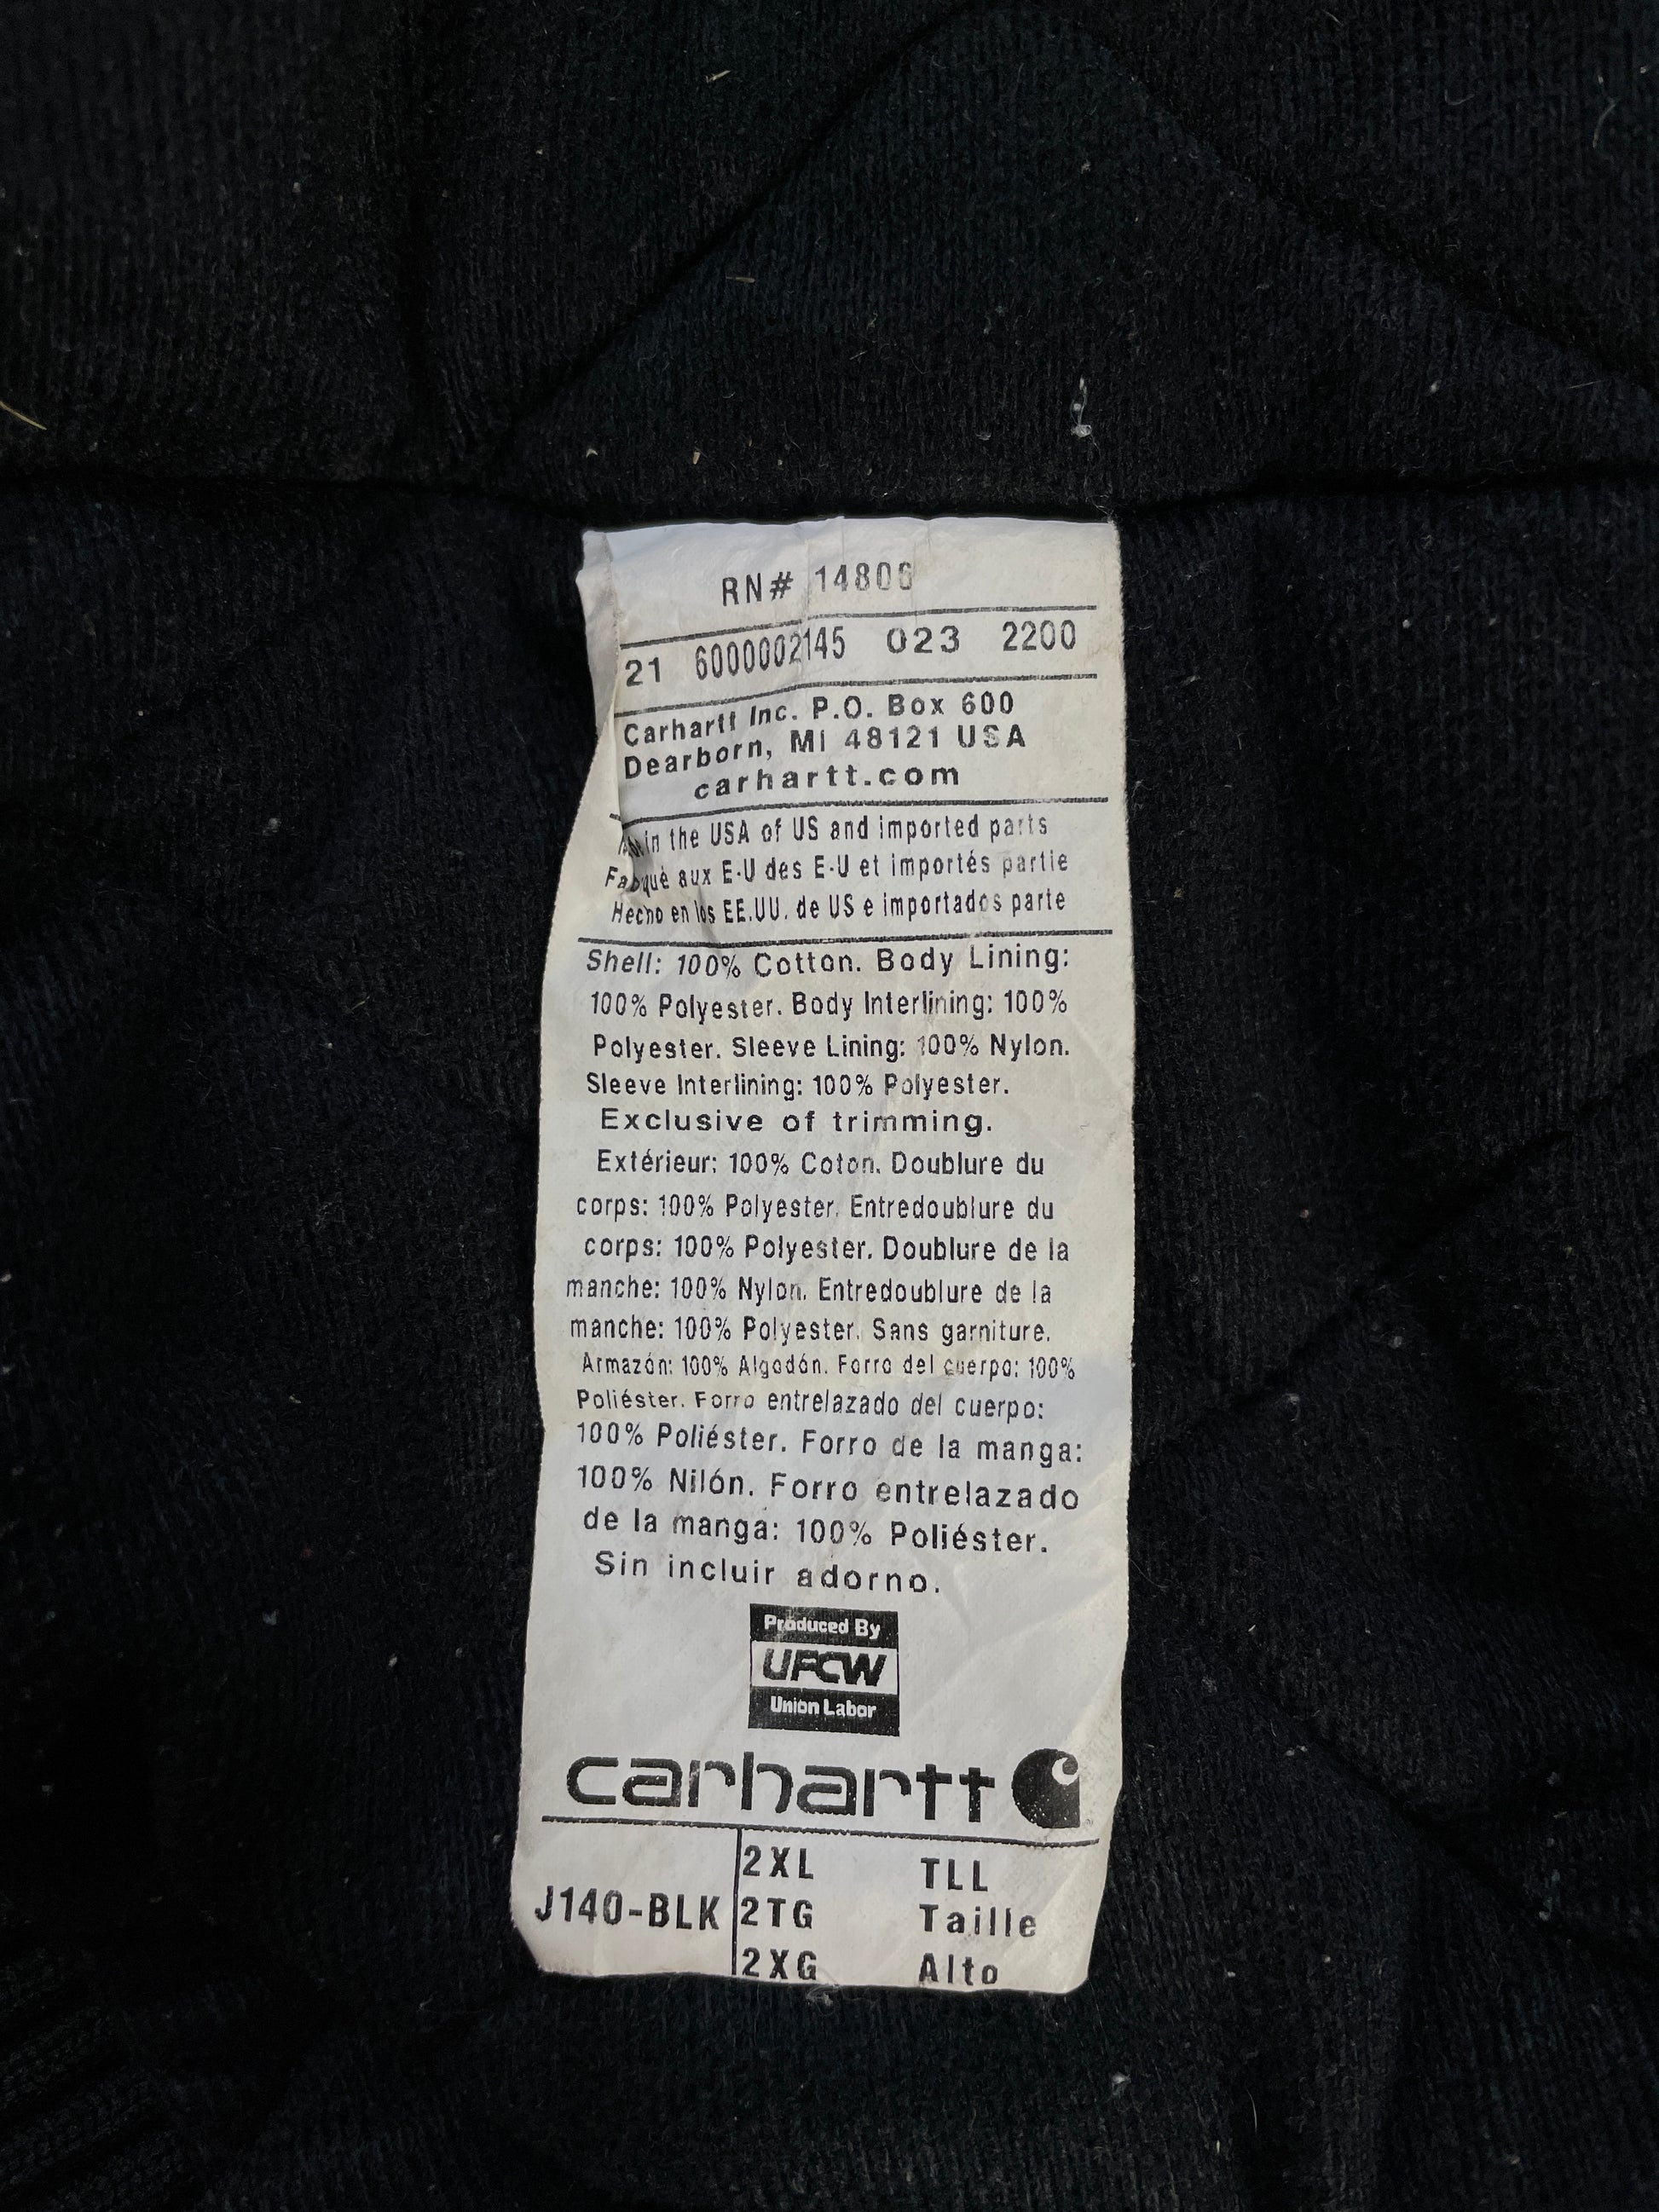 RN# 14806
21 6000002145 023 2200
Carhartt Inc. P.O. Box 600
Dearborn, MI 48121 USA
carhartt.com
in the USA of US and imported parts
aux E-U des E-U et importés partie
Hecho en los EE.UU. de US e importados parte
Shell: 100% Cotton. Body Lining:
100% Polyester. Body Interlining: 100%
Polyester. Sleeve Lining: 100% Nylon.
Sleeve Interlining: 100% Polyester.
Exclusive of trimming.
Extérieur: 100% Coton. Doublure du
corps: 100% Polyester. Entredoublure du
corps: 100% Polyester. Doublure de la
manche: 100% Nylon. Entredoublure de la
manche: 100% Polyester. Sans garniture.
Armazón: 100% Algodón. Forro del cuerpo: 100%
Poliéster. Forro entrelazado del cuerpo:
100% Poliéster. Forro de la manga:
100% Nilón. Forro entrelazado
de la manga: 100% Poliéster.
Sin incluir adorno.
Produced By
UFCW
Union Labor
carhartt
J140-BLK
2XL TLL
2TG Taille
2XG Alto